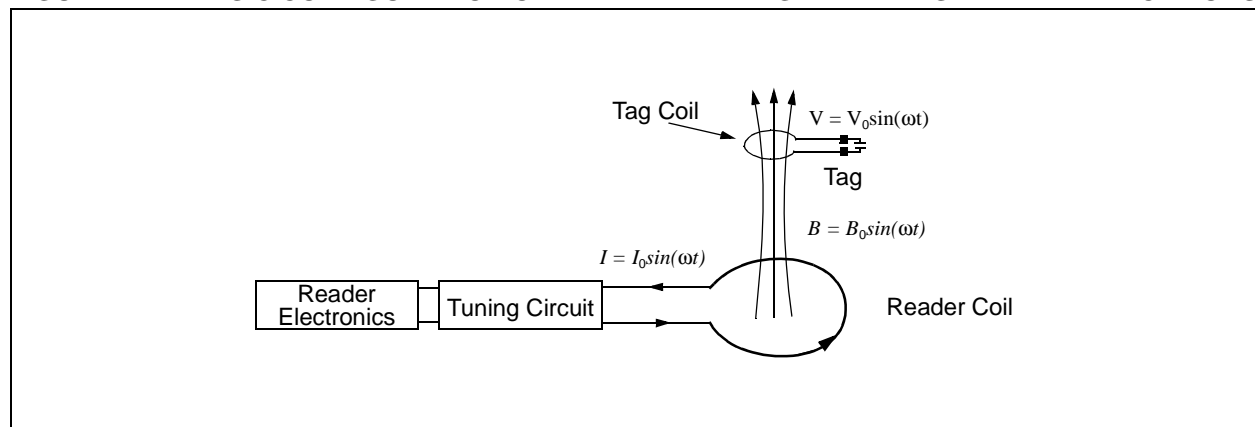 Tag Coil
V = V₀sin(ωt)
Tag
B = B₀sin(ωt)
I = I₀sin(ωt)
Reader
Electronics
Tuning Circuit
Reader Coil